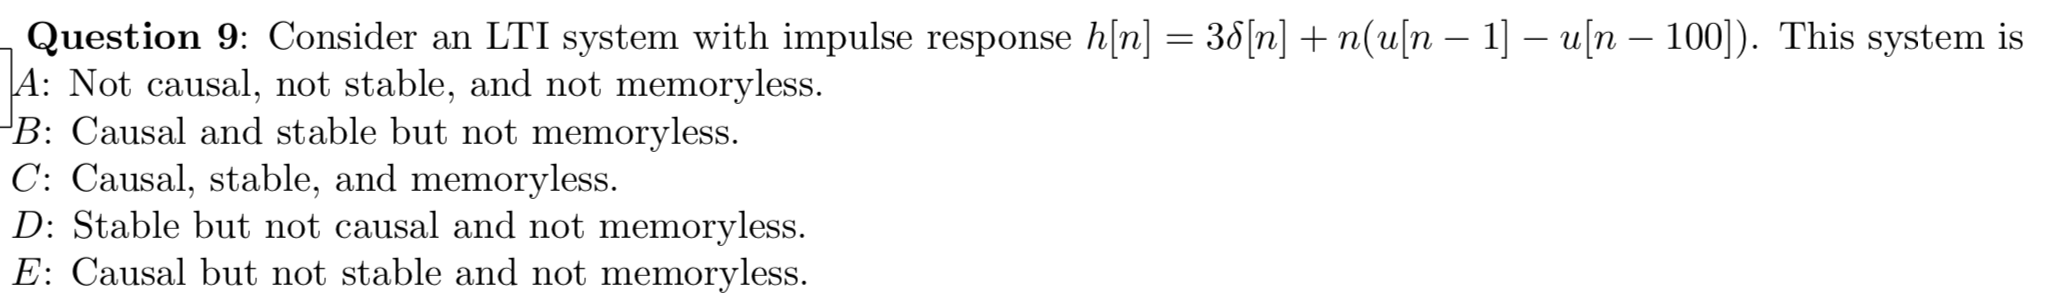 Question 9: Consider an LTI system with impulse response h[n] = 3δ[n] + n(u[n − 1] − u[n − 100]). This system is
A: Not causal, not stable, and not memoryless.
B: Causal and stable but not memoryless.
C: Causal, stable, and memoryless.
D: Stable but not causal and not memoryless.
E: Causal but not stable and not memoryless.